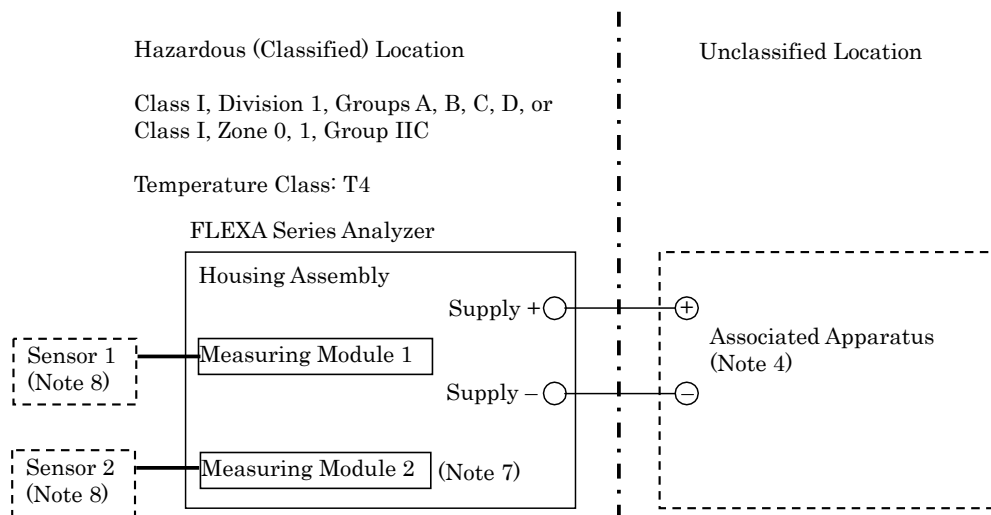 Hazardous (Classified) Location
Unclassified Location
Class I, Division 1, Groups A, B, C, D, or
Class I, Zone 0, 1, Group IIC
Temperature Class: T4
FLEXA Series Analyzer
Housing Assembly
Supply +
+
Associated Apparatus
(Note 4)
Sensor 1
(Note 8)
Measuring Module 1
Supply –
–
Sensor 2
(Note 8)
Measuring Module 2
(Note 7)